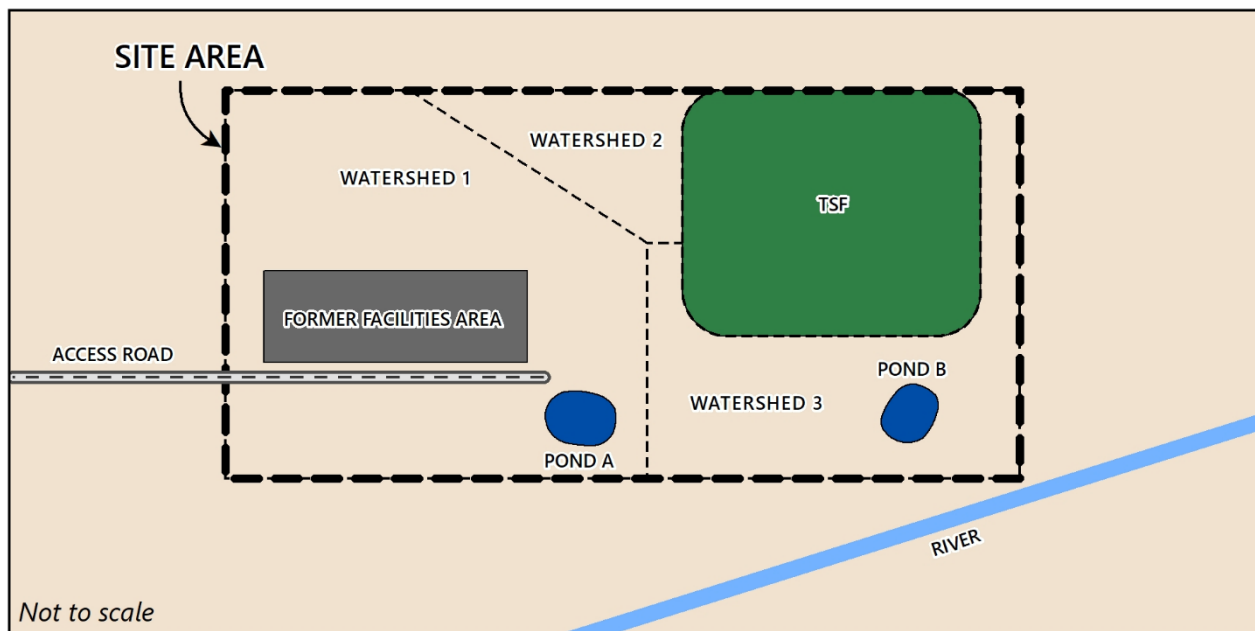 SITE AREA
WATERSHED 2
WATERSHED 1
TSF
FORMER FACILITIES AREA
ACCESS ROAD
POND B
WATERSHED 3
POND A
RIVER
Not to scale